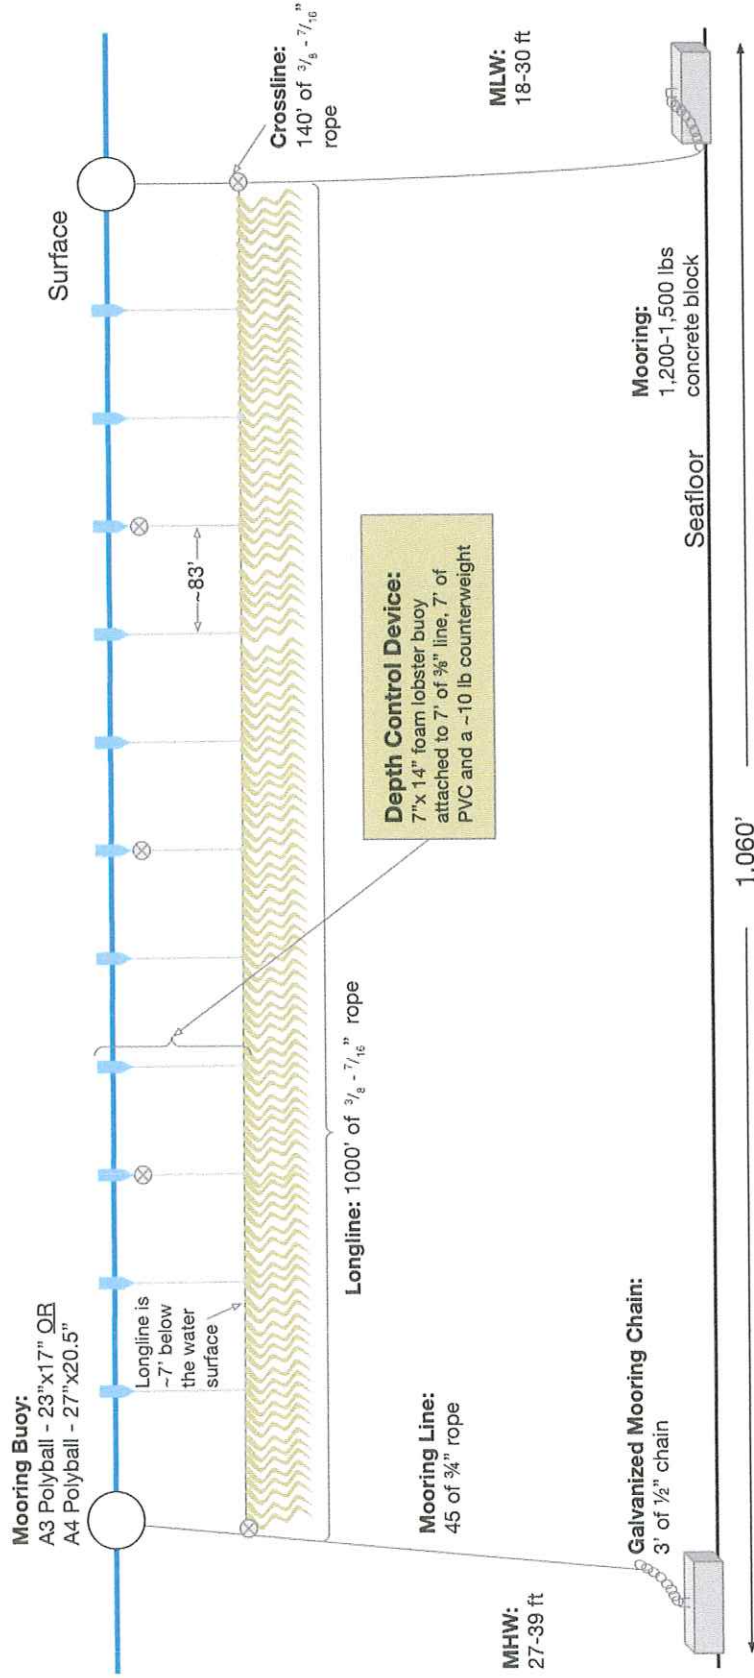 Mooring Buoy:
A3 Polyball - 23"x17" OR
A4 Polyball - 27"x20.5"
Surface
Longline is
~7' below
the water
surface
~83'
Crossline:
140' of 3/8 - 7/16"
rope
Longline: 1000' of 3/8 - 7/16" rope
Depth Control Device:
7"x 14" foam lobster buoy
attached to 7' of ⅜" line, 7' of
PVC and a ~10 lb counterweight
MHW:
27-39 ft
Mooring Line:
45 of ¾" rope
MLW:
18-30 ft
Galvanized Mooring Chain:
3' of ½" chain
Mooring:
1,200-1,500 lbs
concrete block
Seafloor
1,060'